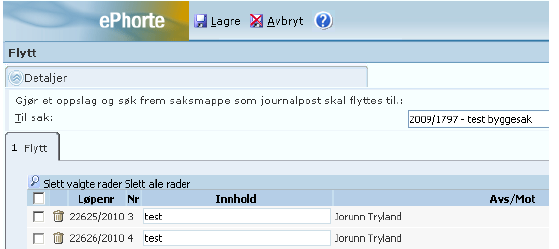 ePhorte Lagre Avbryt ?
Flytt
Detaljer
Gjør et oppslag og søk frem saksmappe som journalpost skal flyttes til.:
Til sak: 2009/1797 - test byggesak
1 Flytt
Slett valgte rader Slett alle rader
Løpenr Nr Innhold Avs/Mot
22625/2010 3 test Jorunn Tryland
22626/2010 4 test Jorunn Tryland